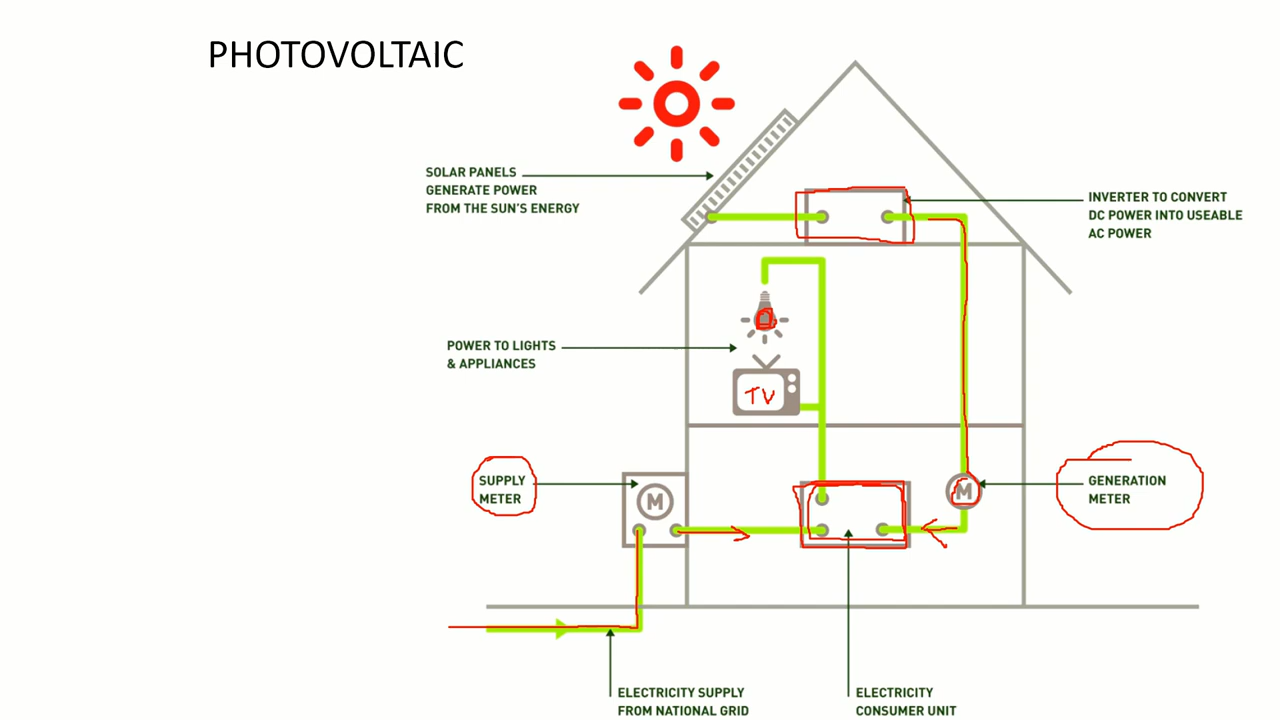 PHOTOVOLTAIC
SOLAR PANELS
GENERATE POWER
FROM THE SUN'S ENERGY
INVERTER TO CONVERT
DC POWER INTO USEABLE
AC POWER
POWER TO LIGHTS
& APPLIANCES
TV
SUPPLY
METER
M
M
GENERATION
METER
ELECTRICITY SUPPLY
FROM NATIONAL GRID
ELECTRICITY
CONSUMER UNIT